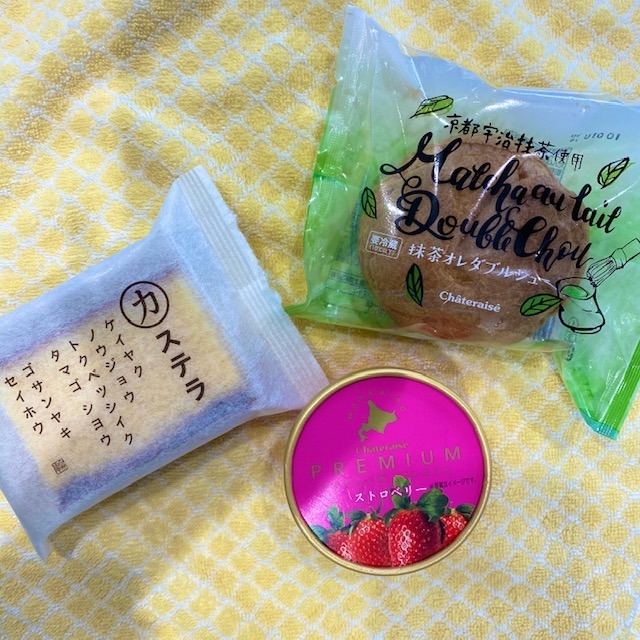 京都宇治抹茶使用
Matcha au lait
Double Chou
要冷蔵
抹茶オレダブルシュー
Châteraisé
カステラ
ケイヤク
ノウジョウ
トクベツシイク
タマゴシヨウ
ゴサンヤキ
セイホウ
Châteraisé
PREMIUM
ストロベリー